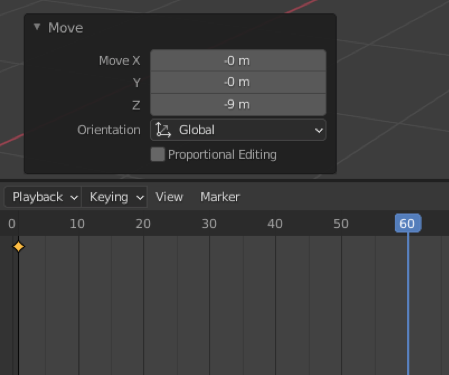 Move
Move X -0 m
Y -0 m
Z -9 m
Orientation Global
Proportional Editing
Playback Keying View Marker
0 10 20 30 40 50 60